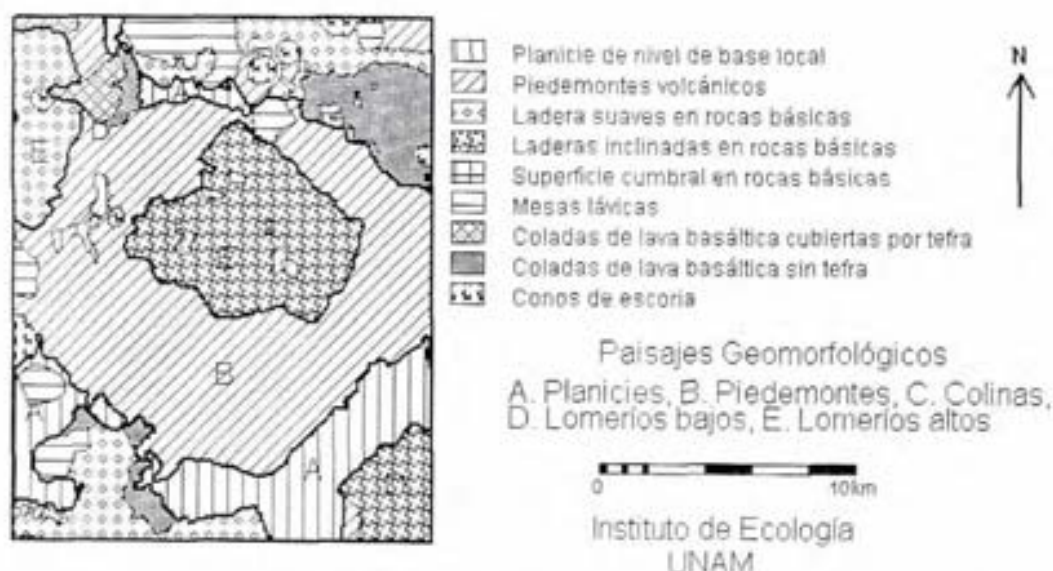 Planicie de nivel de base local
Piedemontes volcánicos
Ladera suaves en rocas básicas
Laderas inclinadas en rocas básicas
Superficie cumbral en rocas básicas
Mesas lávicas
Coladas de lava basáltica cubiertas por tefra
Coladas de lava basáltica sin tefra
Conos de escoria
N
E
B
A
Paisajes Geomorfológicos
A. Planicies, B. Piedemontes, C. Colinas,
D. Lomeríos bajos, E. Lomeríos altos
0 10km
Instituto de Ecología
UNAM